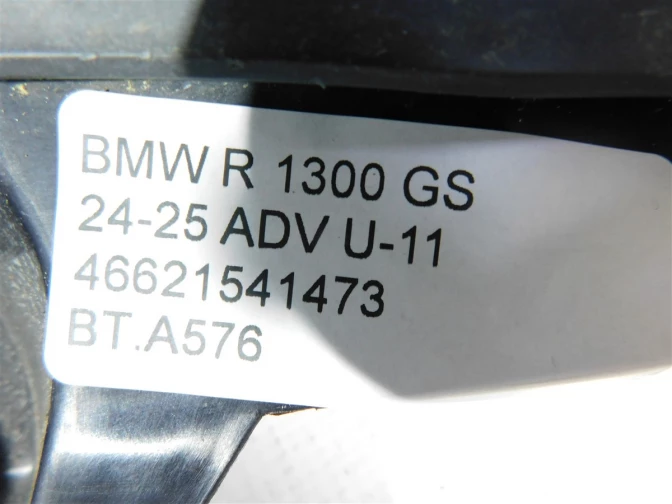 BMW R 1300 GS
24-25 ADV U-11
46621541473
BT.A576